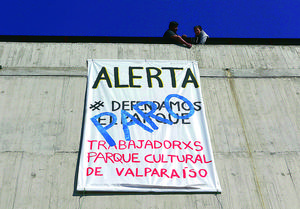 ALERTA
# DEFENDAMOS
EL PARQUE
PARO
TRABAJADORXS
PARQUE CULTURAL
DE VALPARAÍSO